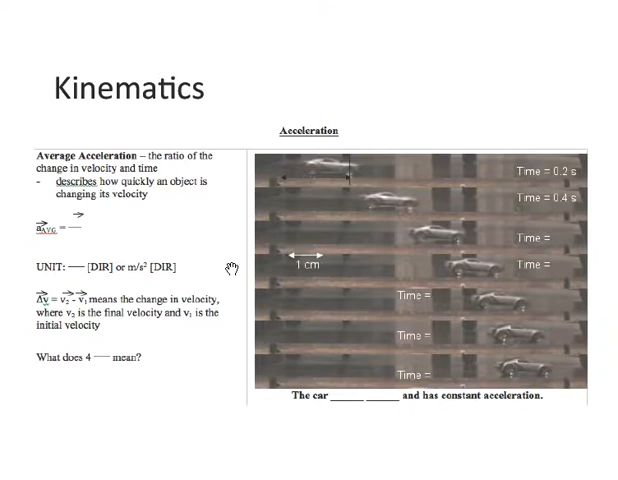 Kinematics
Acceleration
Average Acceleration – the ratio of the
change in velocity and time
- describes how quickly an object is
changing its velocity
a_AVG = —
UNIT: — [DIR] or m/s² [DIR]
Δv = v₂ - v₁ means the change in velocity,
where v₂ is the final velocity and v₁ is the
initial velocity
What does 4 — mean?
Time = 0.2 s
Time = 0.4 s
Time =
Time =
1 cm
Time =
Time =
Time =
The car ______ ______ and has constant acceleration.